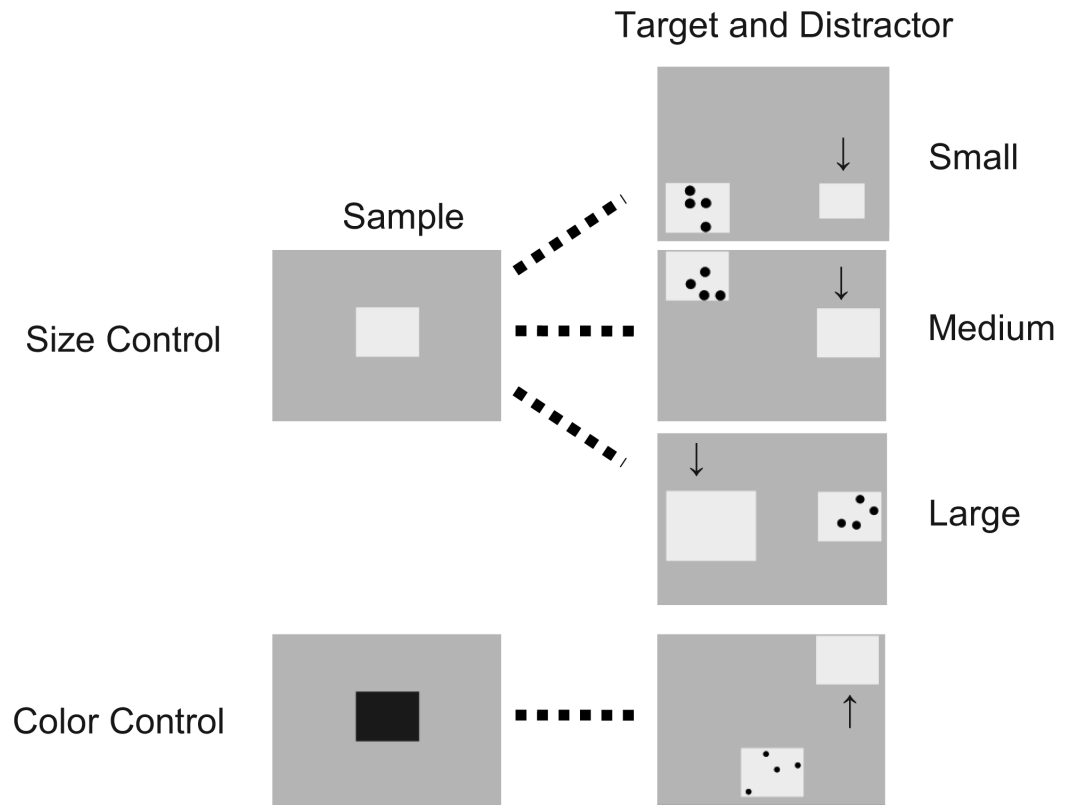 Target and Distractor
Small
Sample
Size Control
Medium
Large
Color Control